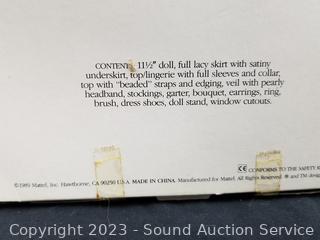 CONTENTS: 11½" doll, full lacy skirt with satiny
underskirt, top/lingerie with full sleeves and collar,
top with "beaded" straps and edging, veil with pearly
headband, stockings, garter, bouquet, earrings, ring,
brush, dress shoes, doll stand, window cutouts.
CE CONFORMS TO THE SAFETY
©1989 Mattel, Inc. Hawthorne, CA 90250 U.S.A. MADE IN CHINA. Manufactured for Mattel. All Rights Reserved. ® and TM
Copyright 2023 - Sound Auction Service